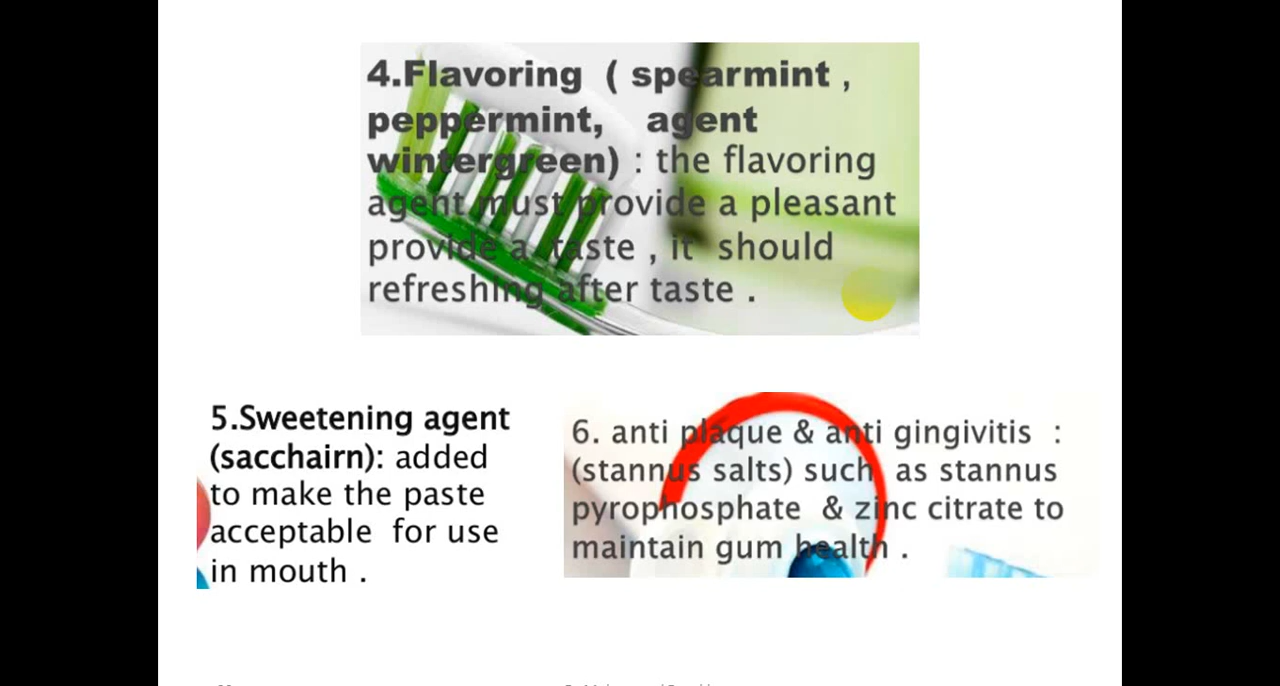 4.Flavoring ( spearmint ,
peppermint, agent
wintergreen) : the flavoring
agent must provide a pleasant
provide a taste , it should
refreshing after taste .
5.Sweetening agent
(sacchairn): added
to make the paste
acceptable for use
in mouth .
6. anti plaque & anti gingivitis :
(stannus salts) such as stannus
pyrophosphate & zinc citrate to
maintain gum health .